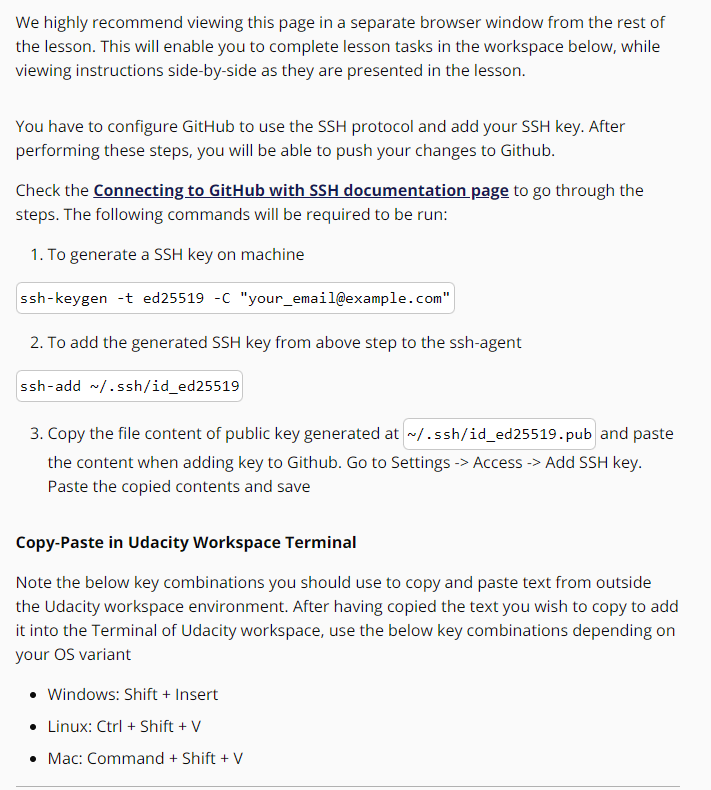 We highly recommend viewing this page in a separate browser window from the rest of
the lesson. This will enable you to complete lesson tasks in the workspace below, while
viewing instructions side-by-side as they are presented in the lesson.
You have to configure GitHub to use the SSH protocol and add your SSH key. After
performing these steps, you will be able to push your changes to Github.
Check the Connecting to GitHub with SSH documentation page to go through the
steps. The following commands will be required to be run:
1. To generate a SSH key on machine
ssh-keygen -t ed25519 -C "your_email@example.com"
2. To add the generated SSH key from above step to the ssh-agent
ssh-add ~/.ssh/id_ed25519
3. Copy the file content of public key generated at ~/.ssh/id_ed25519.pub and paste
the content when adding key to Github. Go to Settings -> Access -> Add SSH key.
Paste the copied contents and save
Copy-Paste in Udacity Workspace Terminal
Note the below key combinations you should use to copy and paste text from outside
the Udacity workspace environment. After having copied the text you wish to copy to add
it into the Terminal of Udacity workspace, use the below key combinations depending on
your OS variant
• Windows: Shift + Insert
• Linux: Ctrl + Shift + V
• Mac: Command + Shift + V